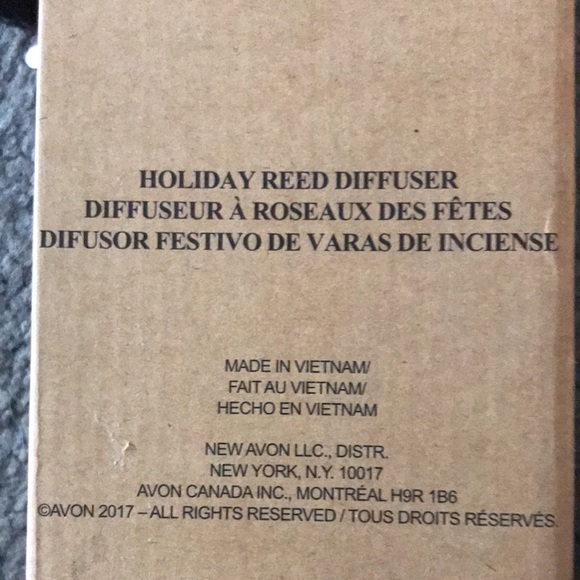 HOLIDAY REED DIFFUSER
DIFFUSEUR À ROSEAUX DES FÊTES
DIFUSOR FESTIVO DE VARAS DE INCIENSE
MADE IN VIETNAM/
FAIT AU VIETNAM/
HECHO EN VIETNAM
NEW AVON LLC., DISTR.
NEW YORK, N.Y. 10017
AVON CANADA INC., MONTRÉAL H9R 1B6
©AVON 2017 – ALL RIGHTS RESERVED / TOUS DROITS RÉSERVÉS.